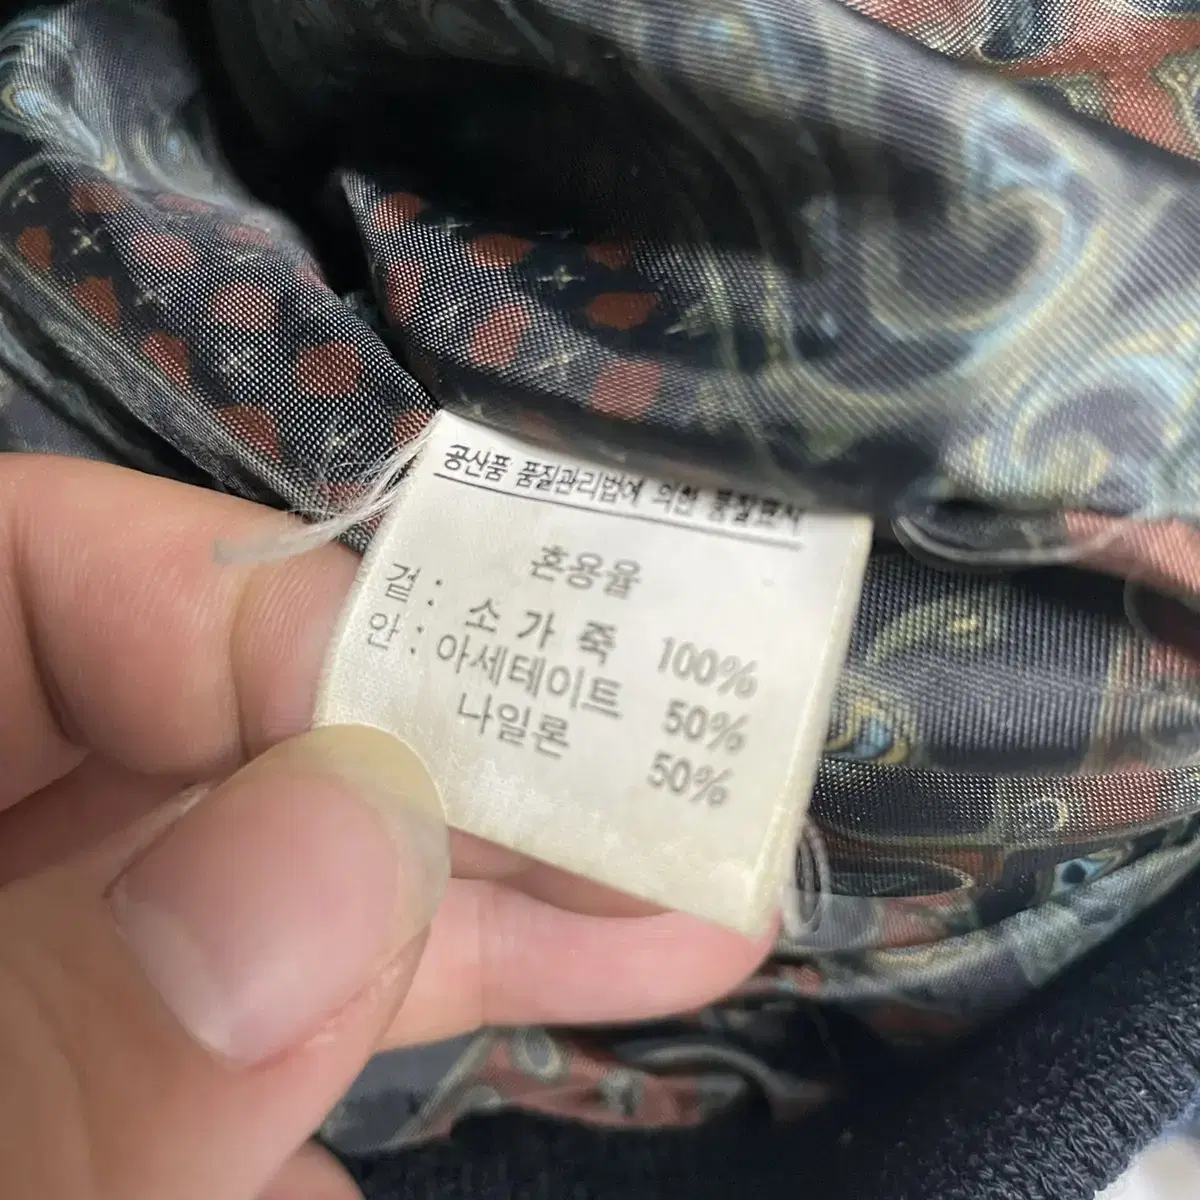 공산품 품질관리법에 의한 품질표시
혼용율
겉 : 소 가 죽 100%
안 : 아세테이트 50%
나일론 50%